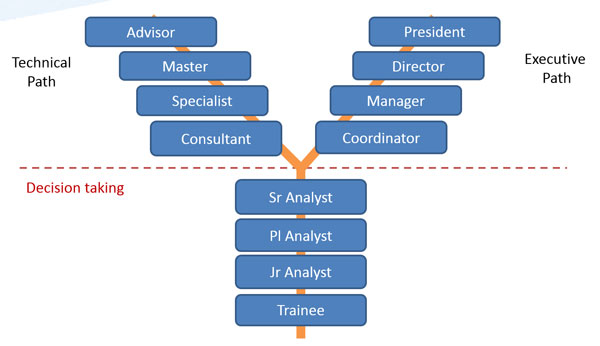 Advisor
President
Technical
Path
Master
Director
Executive
Path
Specialist
Manager
Consultant
Coordinator
Decision taking
Sr Analyst
Pl Analyst
Jr Analyst
Trainee